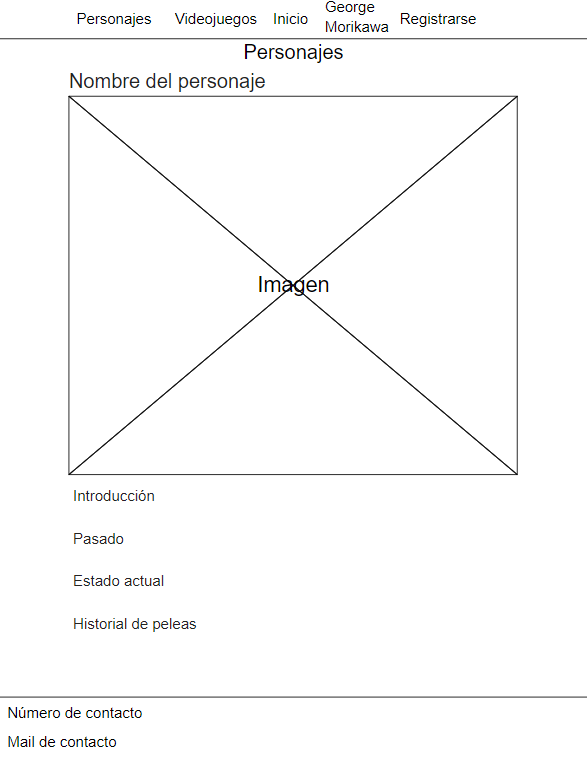 Personajes Videojuegos Inicio George Morikawa Registrarse
Personajes
Nombre del personaje
Imagen
Introducción
Pasado
Estado actual
Historial de peleas
Número de contacto
Mail de contacto